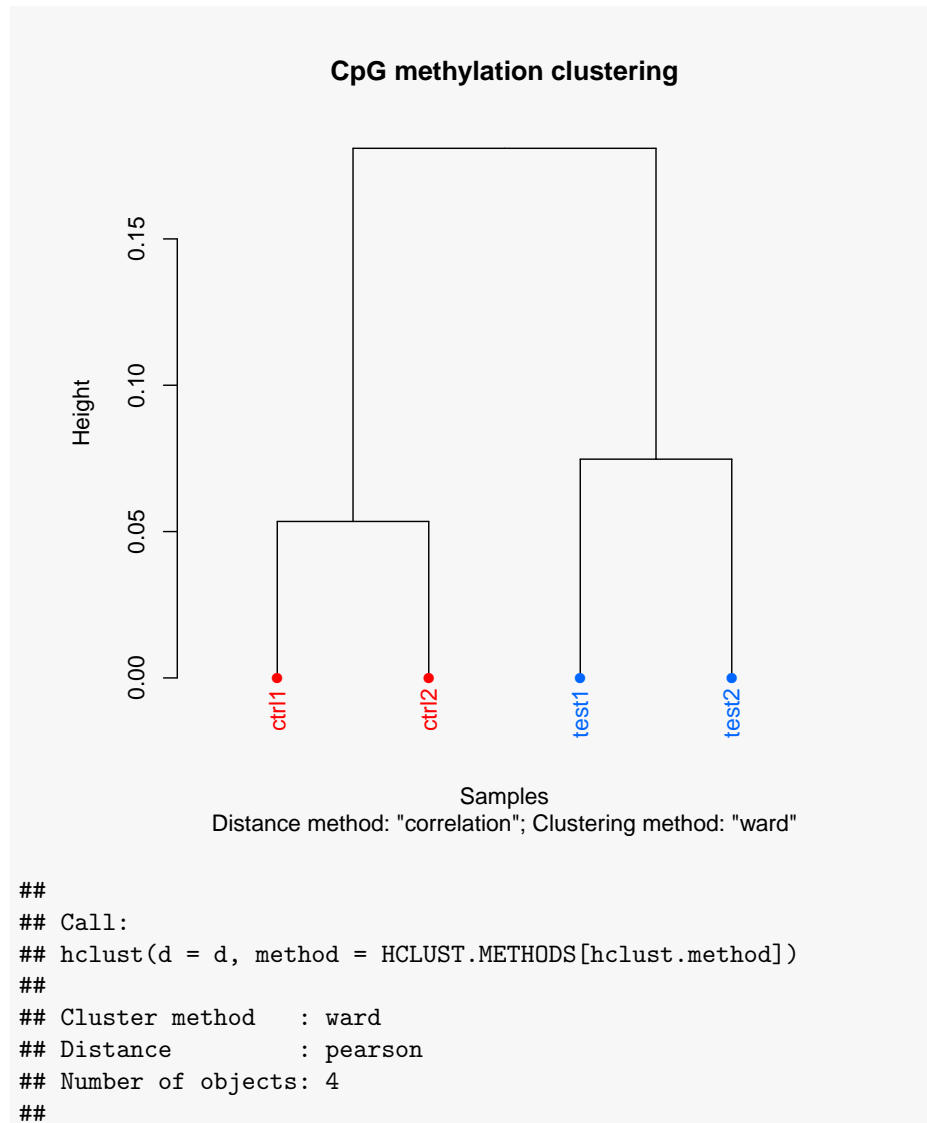 CpG methylation clustering
0.15
0.10
0.05
0.00
Height
ctrl1
ctrl2
test1
test2
Samples
Distance method: "correlation"; Clustering method: "ward"
##
## Call:
## hclust(d = d, method = HCLUST.METHODS[hclust.method])
##
## Cluster method   : ward
## Distance         : pearson
## Number of objects: 4
##